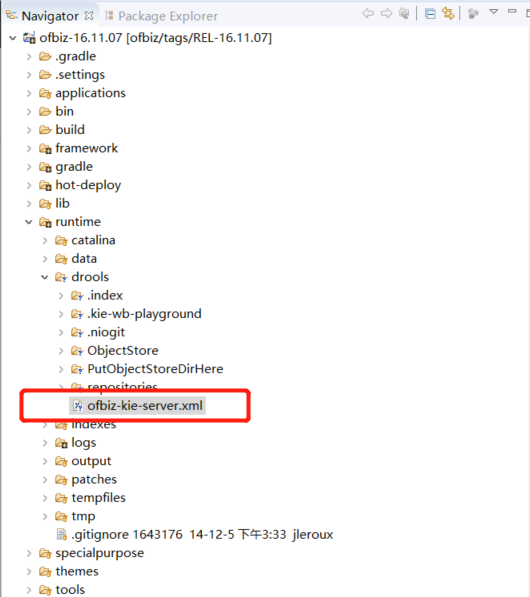 Navigator Package Explorer
ofbiz-16.11.07 [ofbiz/tags/REL-16.11.07]
.gradle
.settings
applications
bin
build
framework
gradle
hot-deploy
lib
runtime
catalina
data
drools
.index
.kie-wb-playground
.niogit
ObjectStore
PutObjectStoreDirHere
repositories
ofbiz-kie-server.xml
indexes
logs
output
patches
tempfiles
tmp
.gitignore 1643176 14-12-5 下午3:33 jleroux
specialpurpose
themes
tools